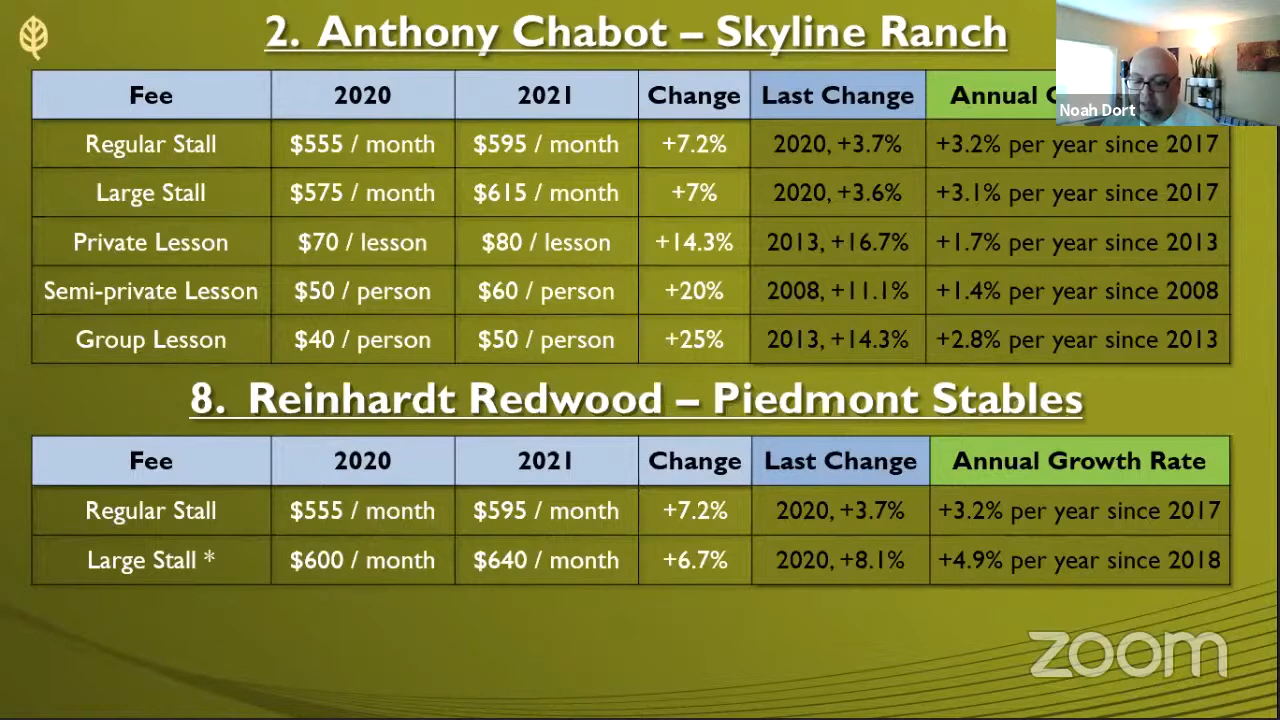 2. Anthony Chabot – Skyline Ranch
Fee 2020 2021 Change Last Change Annual
Noah Dort
Regular Stall $555 / month $595 / month +7.2% 2020, +3.7% +3.2% per year since 2017
Large Stall $575 / month $615 / month +7% 2020, +3.6% +3.1% per year since 2017
Private Lesson $70 / lesson $80 / lesson +14.3% 2013, +16.7% +1.7% per year since 2013
Semi-private Lesson $50 / person $60 / person +20% 2008, +11.1% +1.4% per year since 2008
Group Lesson $40 / person $50 / person +25% 2013, +14.3% +2.8% per year since 2013
8. Reinhardt Redwood – Piedmont Stables
Fee 2020 2021 Change Last Change Annual Growth Rate
Regular Stall $555 / month $595 / month +7.2% 2020, +3.7% +3.2% per year since 2017
Large Stall * $600 / month $640 / month +6.7% 2020, +8.1% +4.9% per year since 2018
zoom